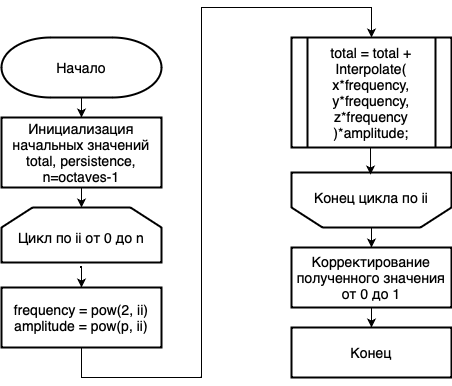 Начало
Инициализация
начальных значений
total, persistence,
n=octaves-1
Цикл по ii от 0 до n
frequency = pow(2, ii)
amplitude = pow(p, ii)
total = total +
Interpolate(
x*frequency,
y*frequency,
z*frequency
)*amplitude;
Конец цикла по ii
Корректирование
полученного значения
от 0 до 1
Конец